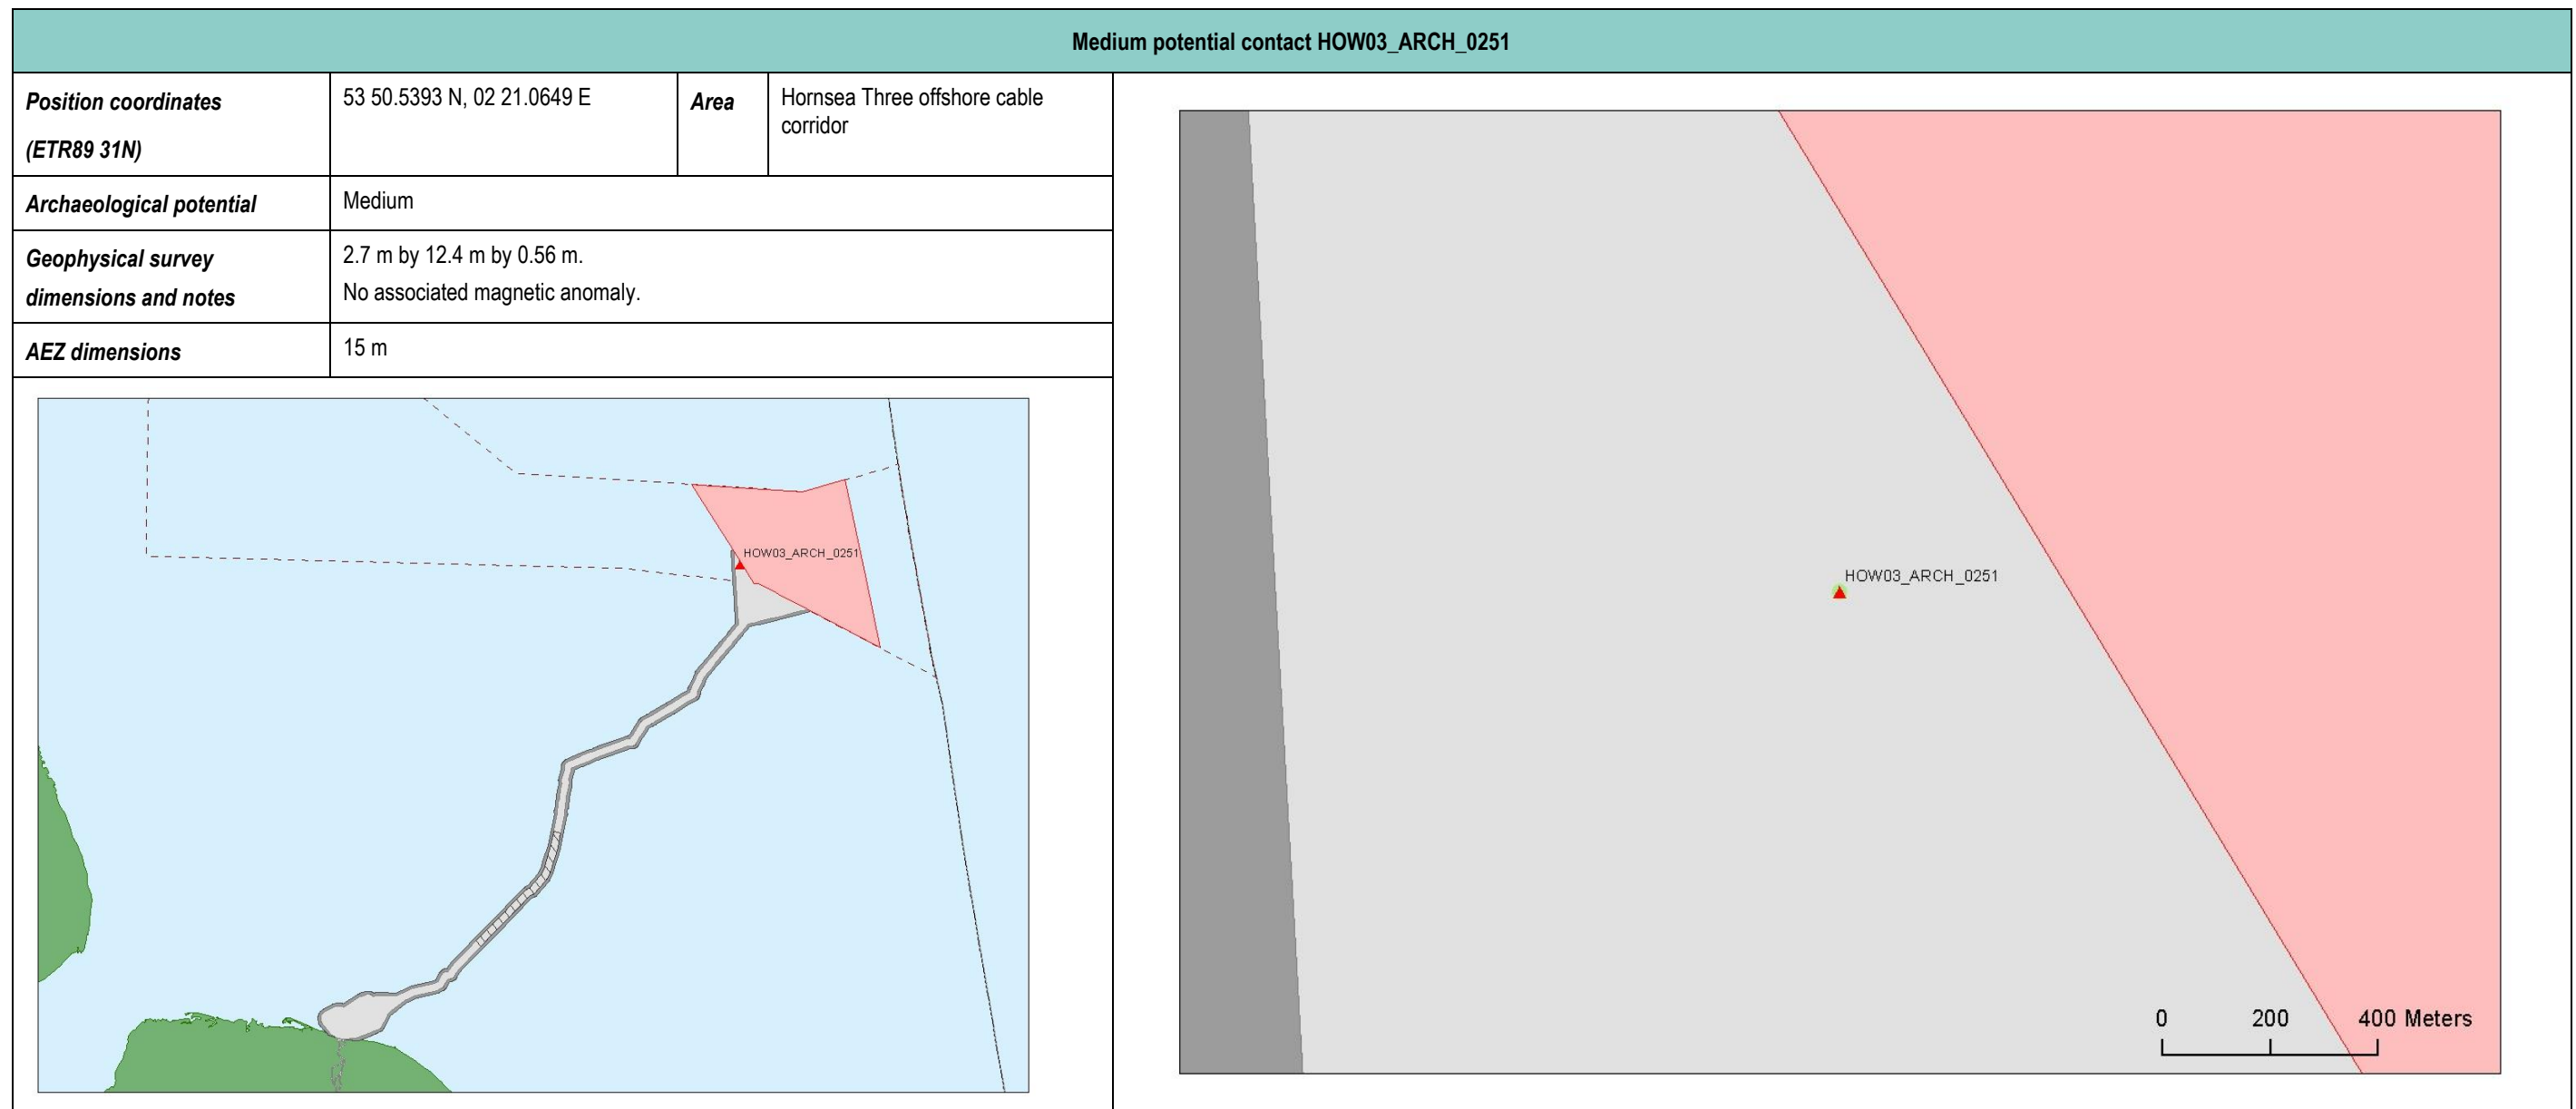 Medium potential contact HOW03_ARCH_0251
Position coordinates
(ETR89 31N)
53 50.5393 N, 02 21.0649 E
Area
Hornsea Three offshore cable
corridor
Archaeological potential
Medium
Geophysical survey
dimensions and notes
2.7 m by 12.4 m by 0.56 m.
No associated magnetic anomaly.
AEZ dimensions
15 m
HOW03_ARCH_0251
HOW03_ARCH_0251
0 200 400 Meters